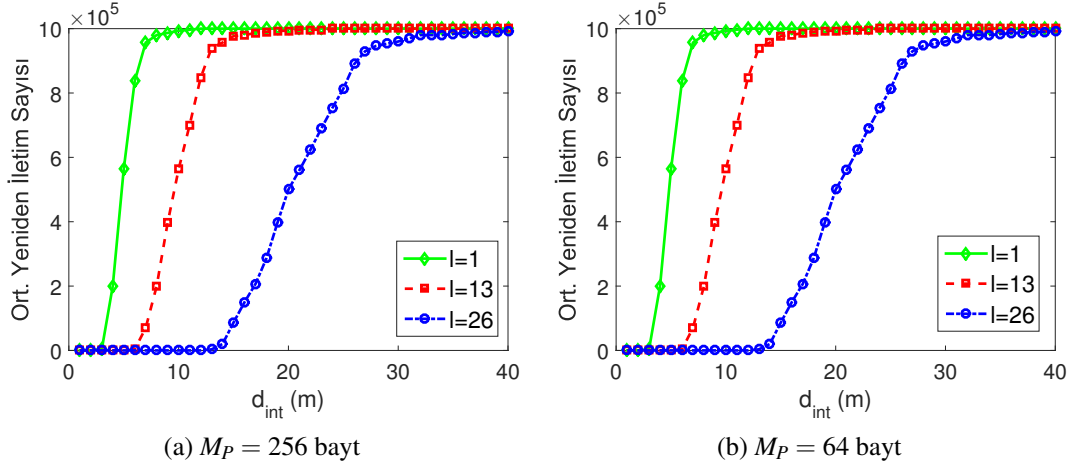 ×10⁵
10
8
6
4
2
0
Ort. Yeniden İletim Sayısı
0 10 20 30 40
d_int (m)
l=1
l=13
l=26
(a) M_P = 256 bayt
×10⁵
10
8
6
4
2
0
Ort. Yeniden İletim Sayısı
0 10 20 30 40
d_int (m)
l=1
l=13
l=26
(b) M_P = 64 bayt